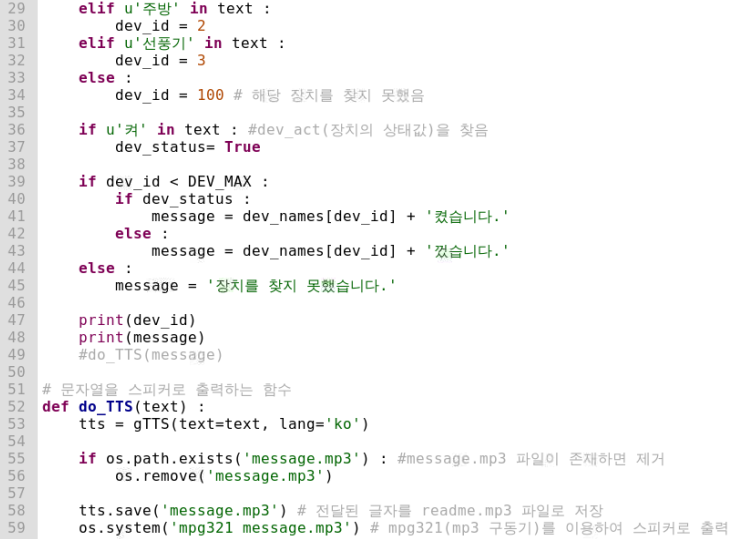 29     elif u'주방' in text :
30         dev_id = 2
31     elif u'선풍기' in text :
32         dev_id = 3
33     else :
34         dev_id = 100 # 해당 장치를 찾지 못했음
35
36     if u'켜' in text : #dev_act(장치의 상태값)을 찾음
37         dev_status= True
38
39     if dev_id < DEV_MAX :
40         if dev_status :
41             message = dev_names[dev_id] + '켰습니다.'
42         else :
43             message = dev_names[dev_id] + '껐습니다.'
44     else :
45         message = '장치를 찾지 못했습니다.'
46
47     print(dev_id)
48     print(message)
49     #do_TTS(message)
50
51 # 문자열을 스피커로 출력하는 함수
52 def do_TTS(text) :
53     tts = gTTS(text=text, lang='ko')
54
55     if os.path.exists('message.mp3') : #message.mp3 파일이 존재하면 제거
56         os.remove('message.mp3')
57
58     tts.save('message.mp3') # 전달된 글자를 readme.mp3 파일로 저장
59     os.system('mpg321 message.mp3') # mpg321(mp3 구동기)를 이용하여 스피커로 출력